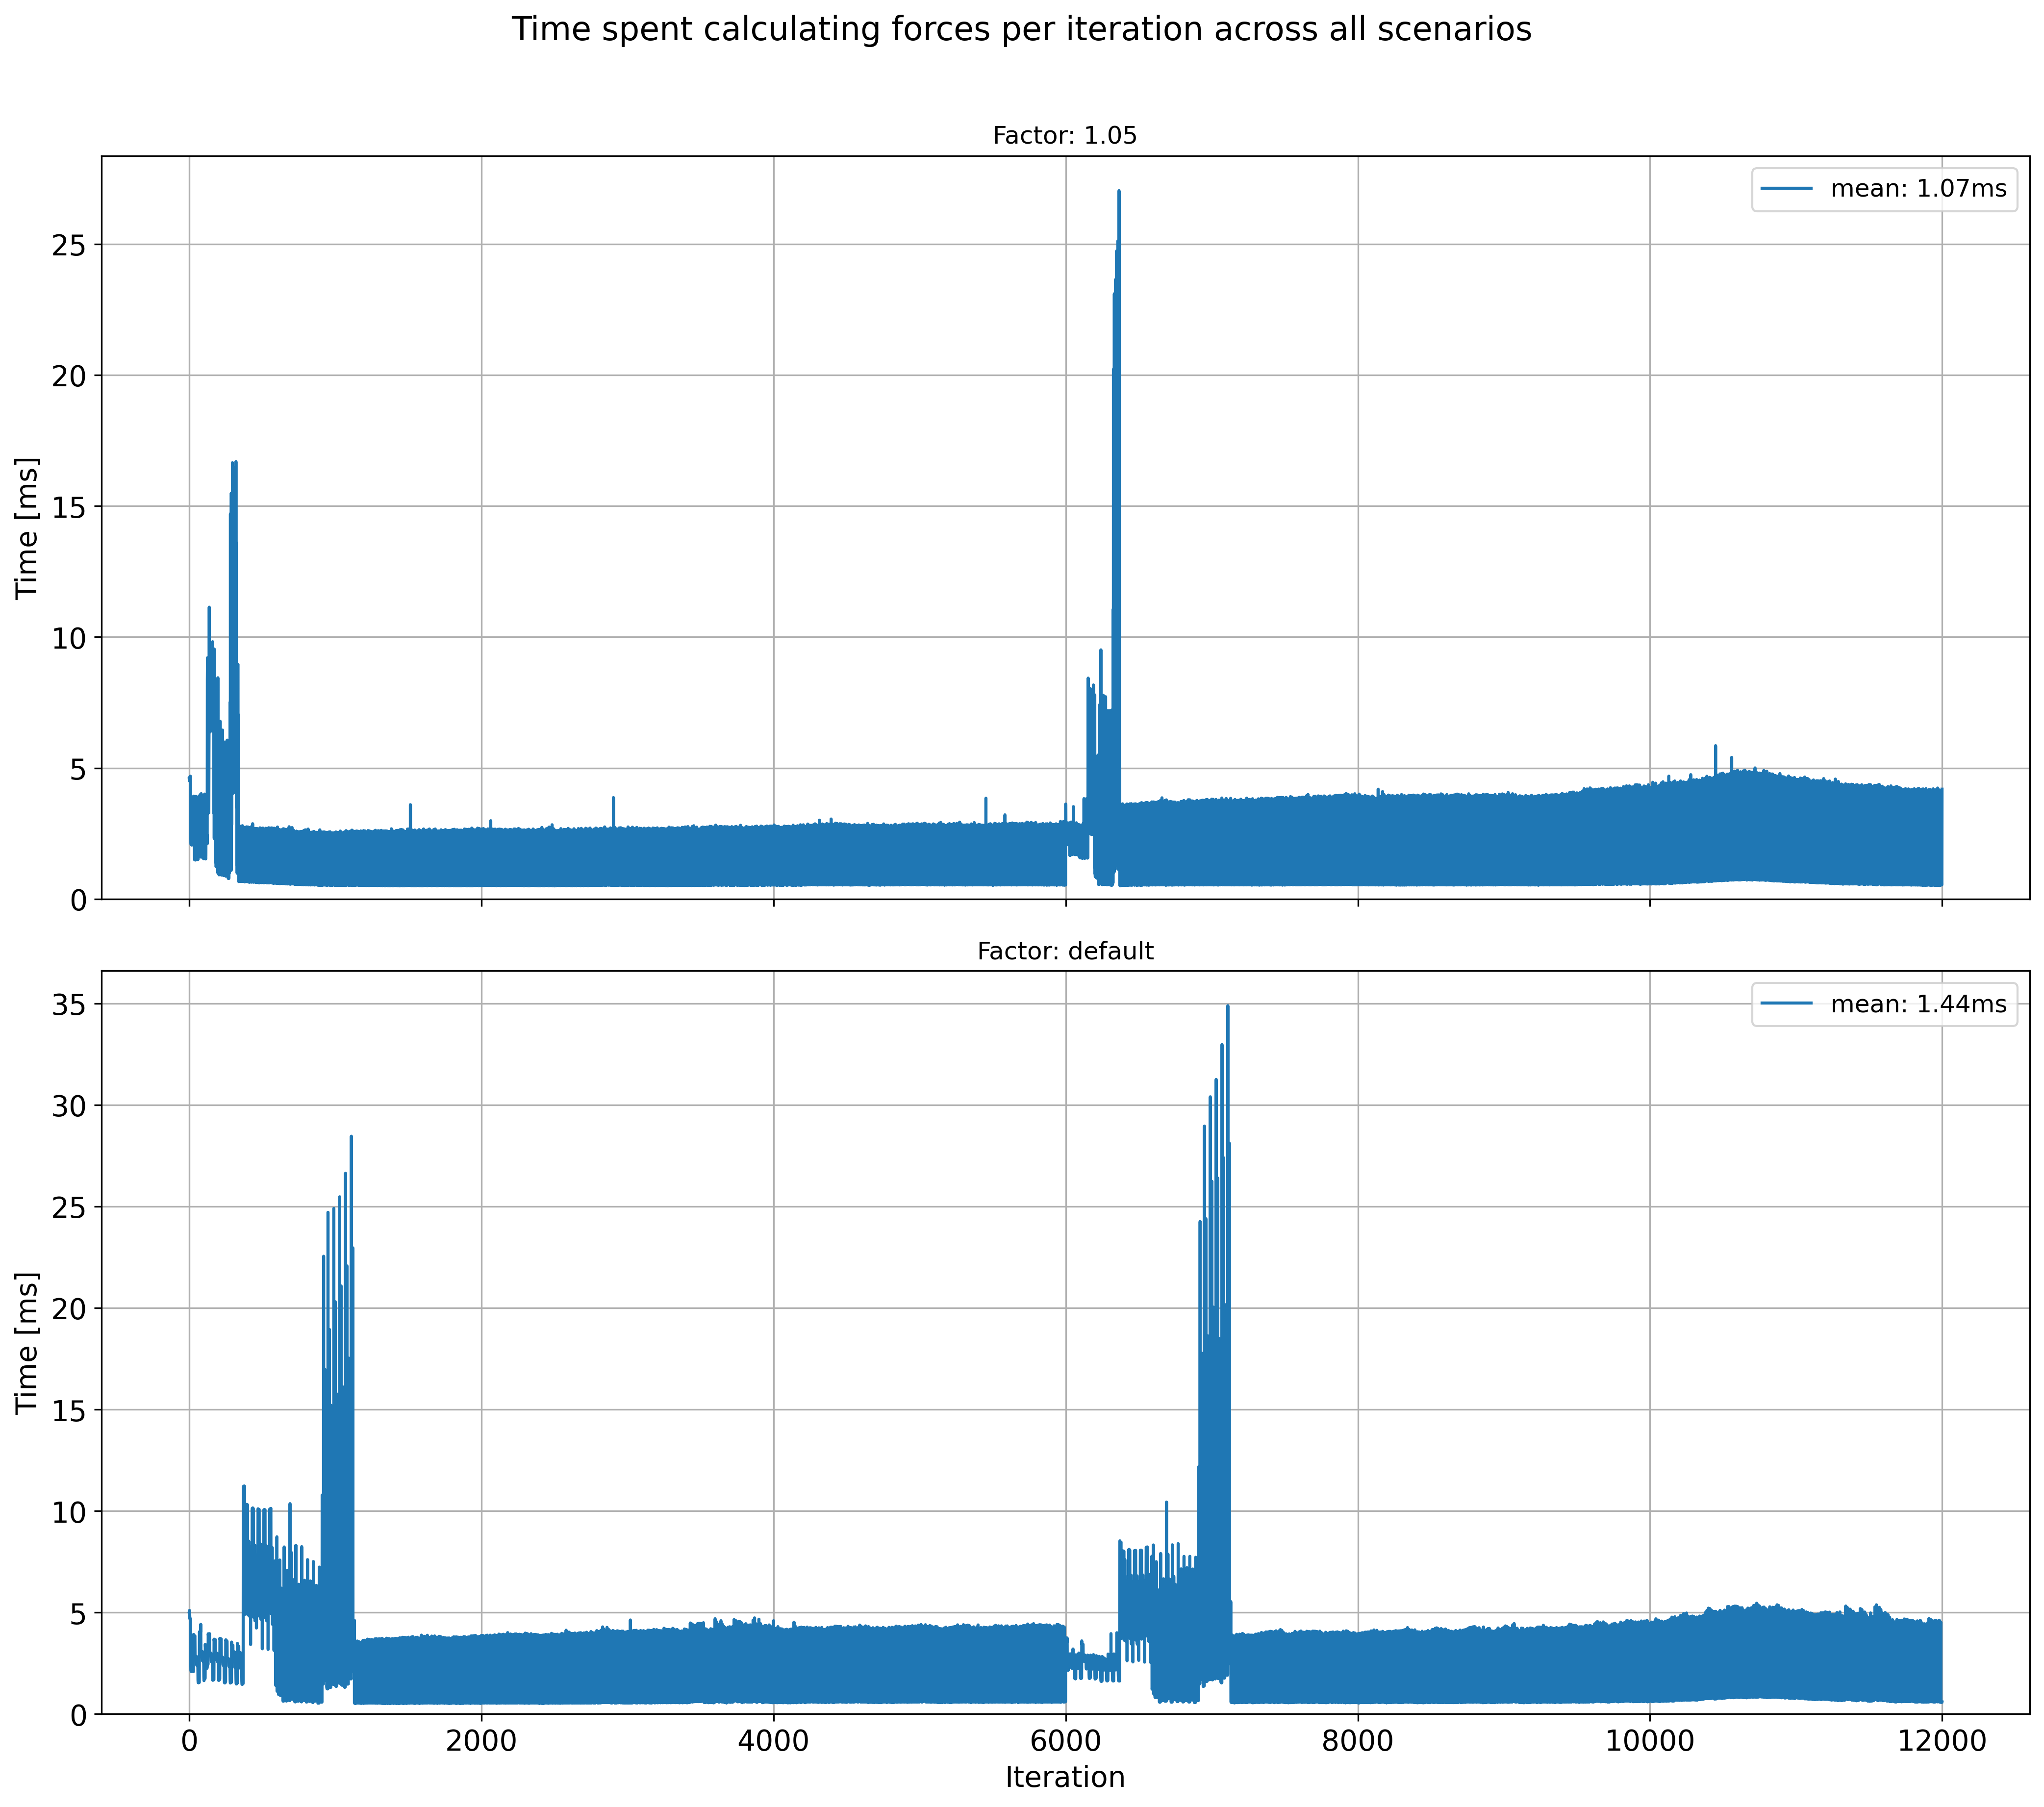 Time spent calculating forces per iteration across all scenarios
Factor: 1.05
mean: 1.07ms
25
20
15
10
5
0
Time [ms]
Factor: default
mean: 1.44ms
35
30
25
20
15
10
5
0
Time [ms]
0 2000 4000 6000 8000 10000 12000
Iteration